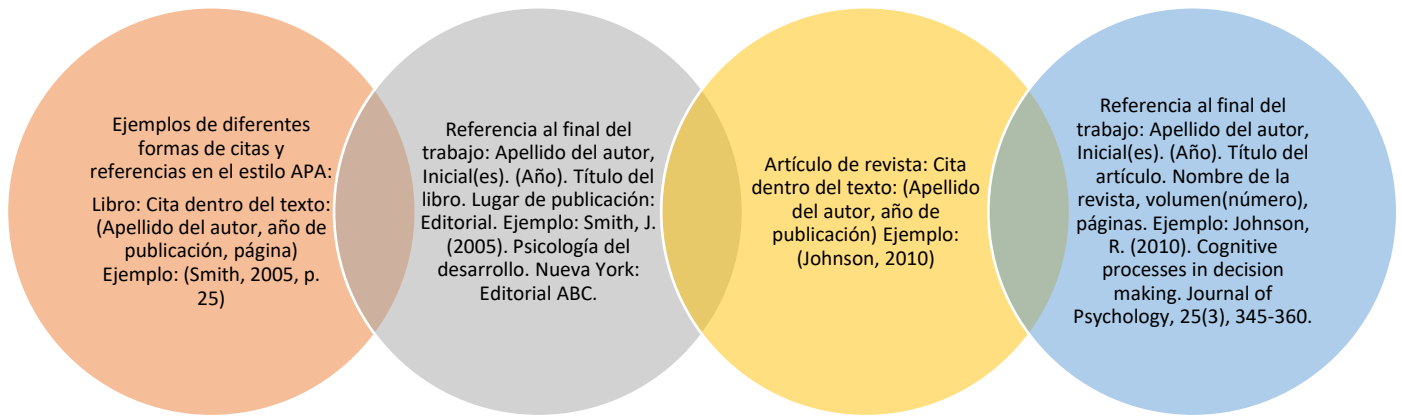 Ejemplos de diferentes
formas de citas y
referencias en el estilo APA:
Libro: Cita dentro del texto:
(Apellido del autor, año de
publicación, página)
Ejemplo: (Smith, 2005, p.
25)
Referencia al final del
trabajo: Apellido del autor,
Inicial(es). (Año). Título del
libro. Lugar de publicación:
Editorial. Ejemplo: Smith, J.
(2005). Psicología del
desarrollo. Nueva York:
Editorial ABC.
Artículo de revista: Cita
dentro del texto: (Apellido
del autor, año de
publicación) Ejemplo:
(Johnson, 2010)
Referencia al final del
trabajo: Apellido del autor,
Inicial(es). (Año). Título del
artículo. Nombre de la
revista, volumen(número),
páginas. Ejemplo: Johnson,
R. (2010). Cognitive
processes in decision
making. Journal of
Psychology, 25(3), 345-360.